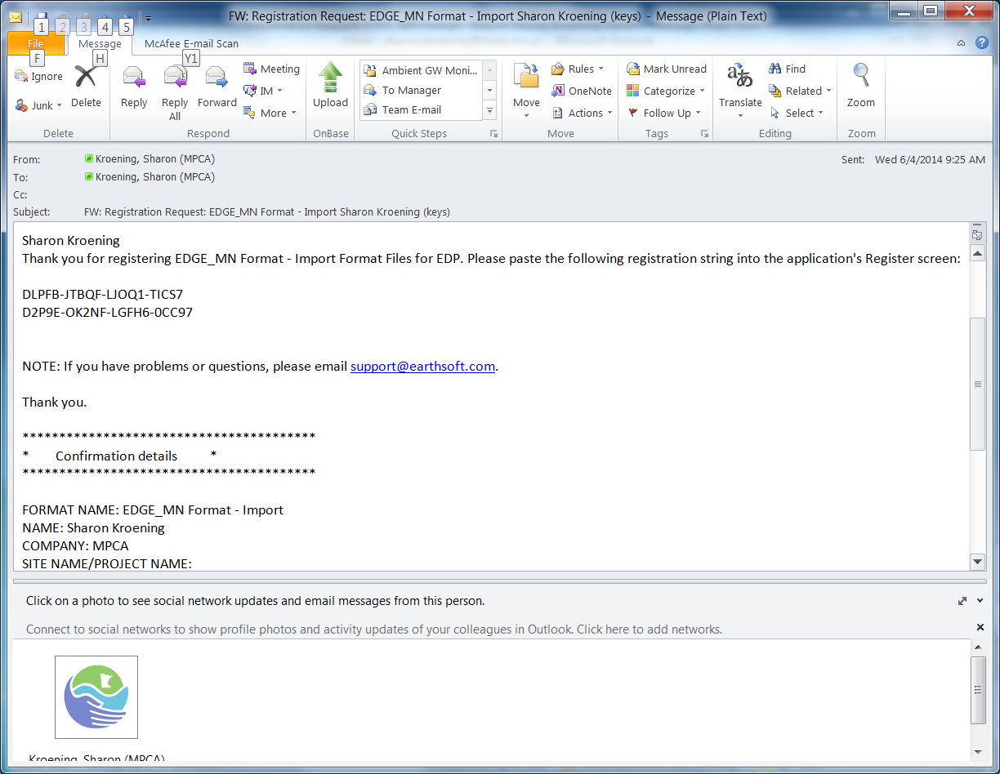 FW: Registration Request: EDGE_MN Format - Import Sharon Kroening (keys) - Message (Plain Text)
1 2 3 4 5
File Message McAfee E-mail Scan
F H Y1
Ignore
Junk
Delete
Delete
Reply
Reply All
Forward
Meeting
IM
More
Respond
Upload
OnBase
Ambient GW Moni...
To Manager
Team E-mail
Quick Steps
Move
Rules
OneNote
Actions
Move
Mark Unread
Categorize
Follow Up
Tags
Translate
Find
Related
Select
Editing
Zoom
Zoom
From: Kroening, Sharon (MPCA) Sent: Wed 6/4/2014 9:25 AM
To: Kroening, Sharon (MPCA)
Cc:
Subject: FW: Registration Request: EDGE_MN Format - Import Sharon Kroening (keys)
Sharon Kroening
Thank you for registering EDGE_MN Format - Import Format Files for EDP. Please paste the following registration string into the application's Register screen:
DLPFB-JTBQF-LJOQ1-TICS7
D2P9E-OK2NF-LGFH6-0CC97
NOTE: If you have problems or questions, please email support@earthsoft.com.
Thank you.
****************************************
* Confirmation details *
****************************************
FORMAT NAME: EDGE_MN Format - Import
NAME: Sharon Kroening
COMPANY: MPCA
SITE NAME/PROJECT NAME:
Click on a photo to see social network updates and email messages from this person.
Connect to social networks to show profile photos and activity updates of your colleagues in Outlook. Click here to add networks.
Kroening, Sharon (MPCA)